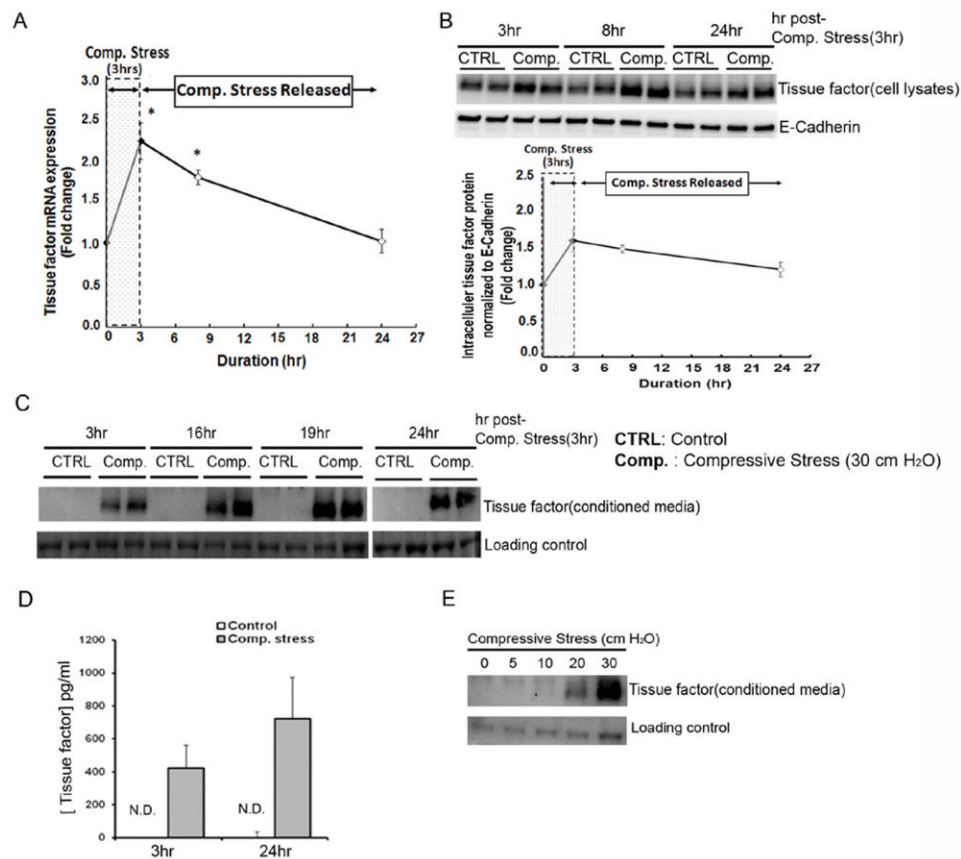 A
Comp. Stress
(3hrs)
Comp. Stress Released
*
*
3.0
2.5
2.0
1.5
1.0
0.5
0.0
Tissue factor mRNA expression
(Fold change)
0 3 6 9 12 15 18 21 24 27
Duration (hr)
B
3hr 8hr 24hr
hr post-
Comp. Stress(3hr)
CTRL Comp. CTRL Comp. CTRL Comp.
Tissue factor(cell lysates)
E-Cadherin
Comp. Stress
(3hrs)
Comp. Stress Released
2.5
2.0
1.5
1.0
0.5
0.0
Intracelluler tissue factor protein
normalized to E-Cadherin
(Fold change)
0 3 6 9 12 15 18 21 24 27
Duration (hr)
C
3hr 16hr 19hr 24hr
hr post-
Comp. Stress(3hr)
CTRL Comp. CTRL Comp. CTRL Comp. CTRL Comp.
Tissue factor(conditioned media)
Loading control
CTRL: Control
Comp. : Compressive Stress (30 cm H₂O)
D
Control
Comp. stress
1200
1000
800
600
400
200
0
[ Tissue factor] pg/ml
N.D.
N.D.
3hr 24hr
E
Compressive Stress (cm H₂O)
0 5 10 20 30
Tissue factor(conditioned media)
Loading control